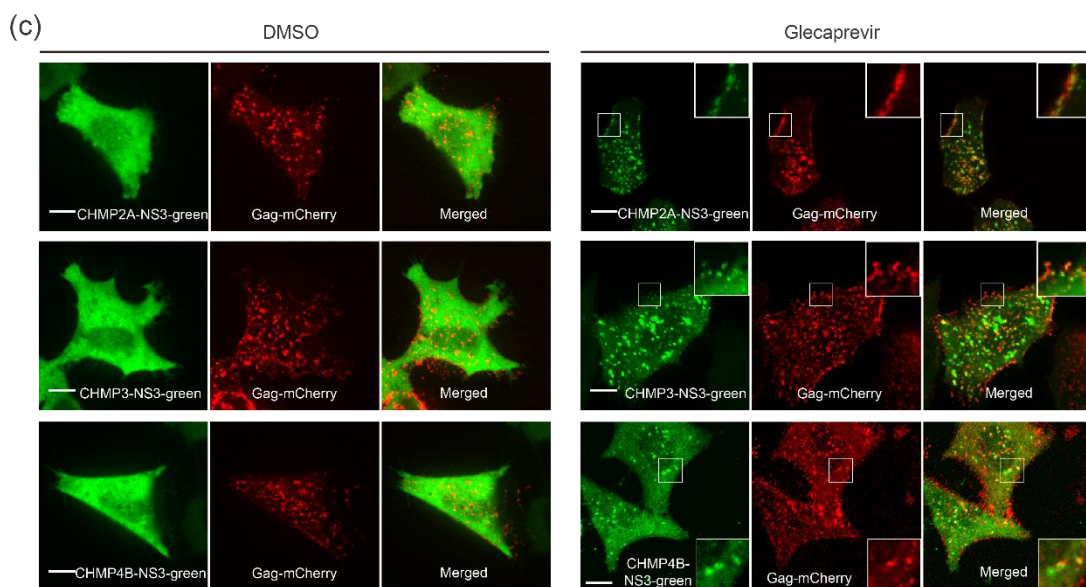 (c)
DMSO
Glecaprevir
CHMP2A-NS3-green
Gag-mCherry
Merged
CHMP2A-NS3-green
Gag-mCherry
Merged
CHMP3-NS3-green
Gag-mCherry
Merged
CHMP3-NS3-green
Gag-mCherry
Merged
CHMP4B-NS3-green
Gag-mCherry
Merged
CHMP4B-
NS3-green
Gag-mCherry
Merged